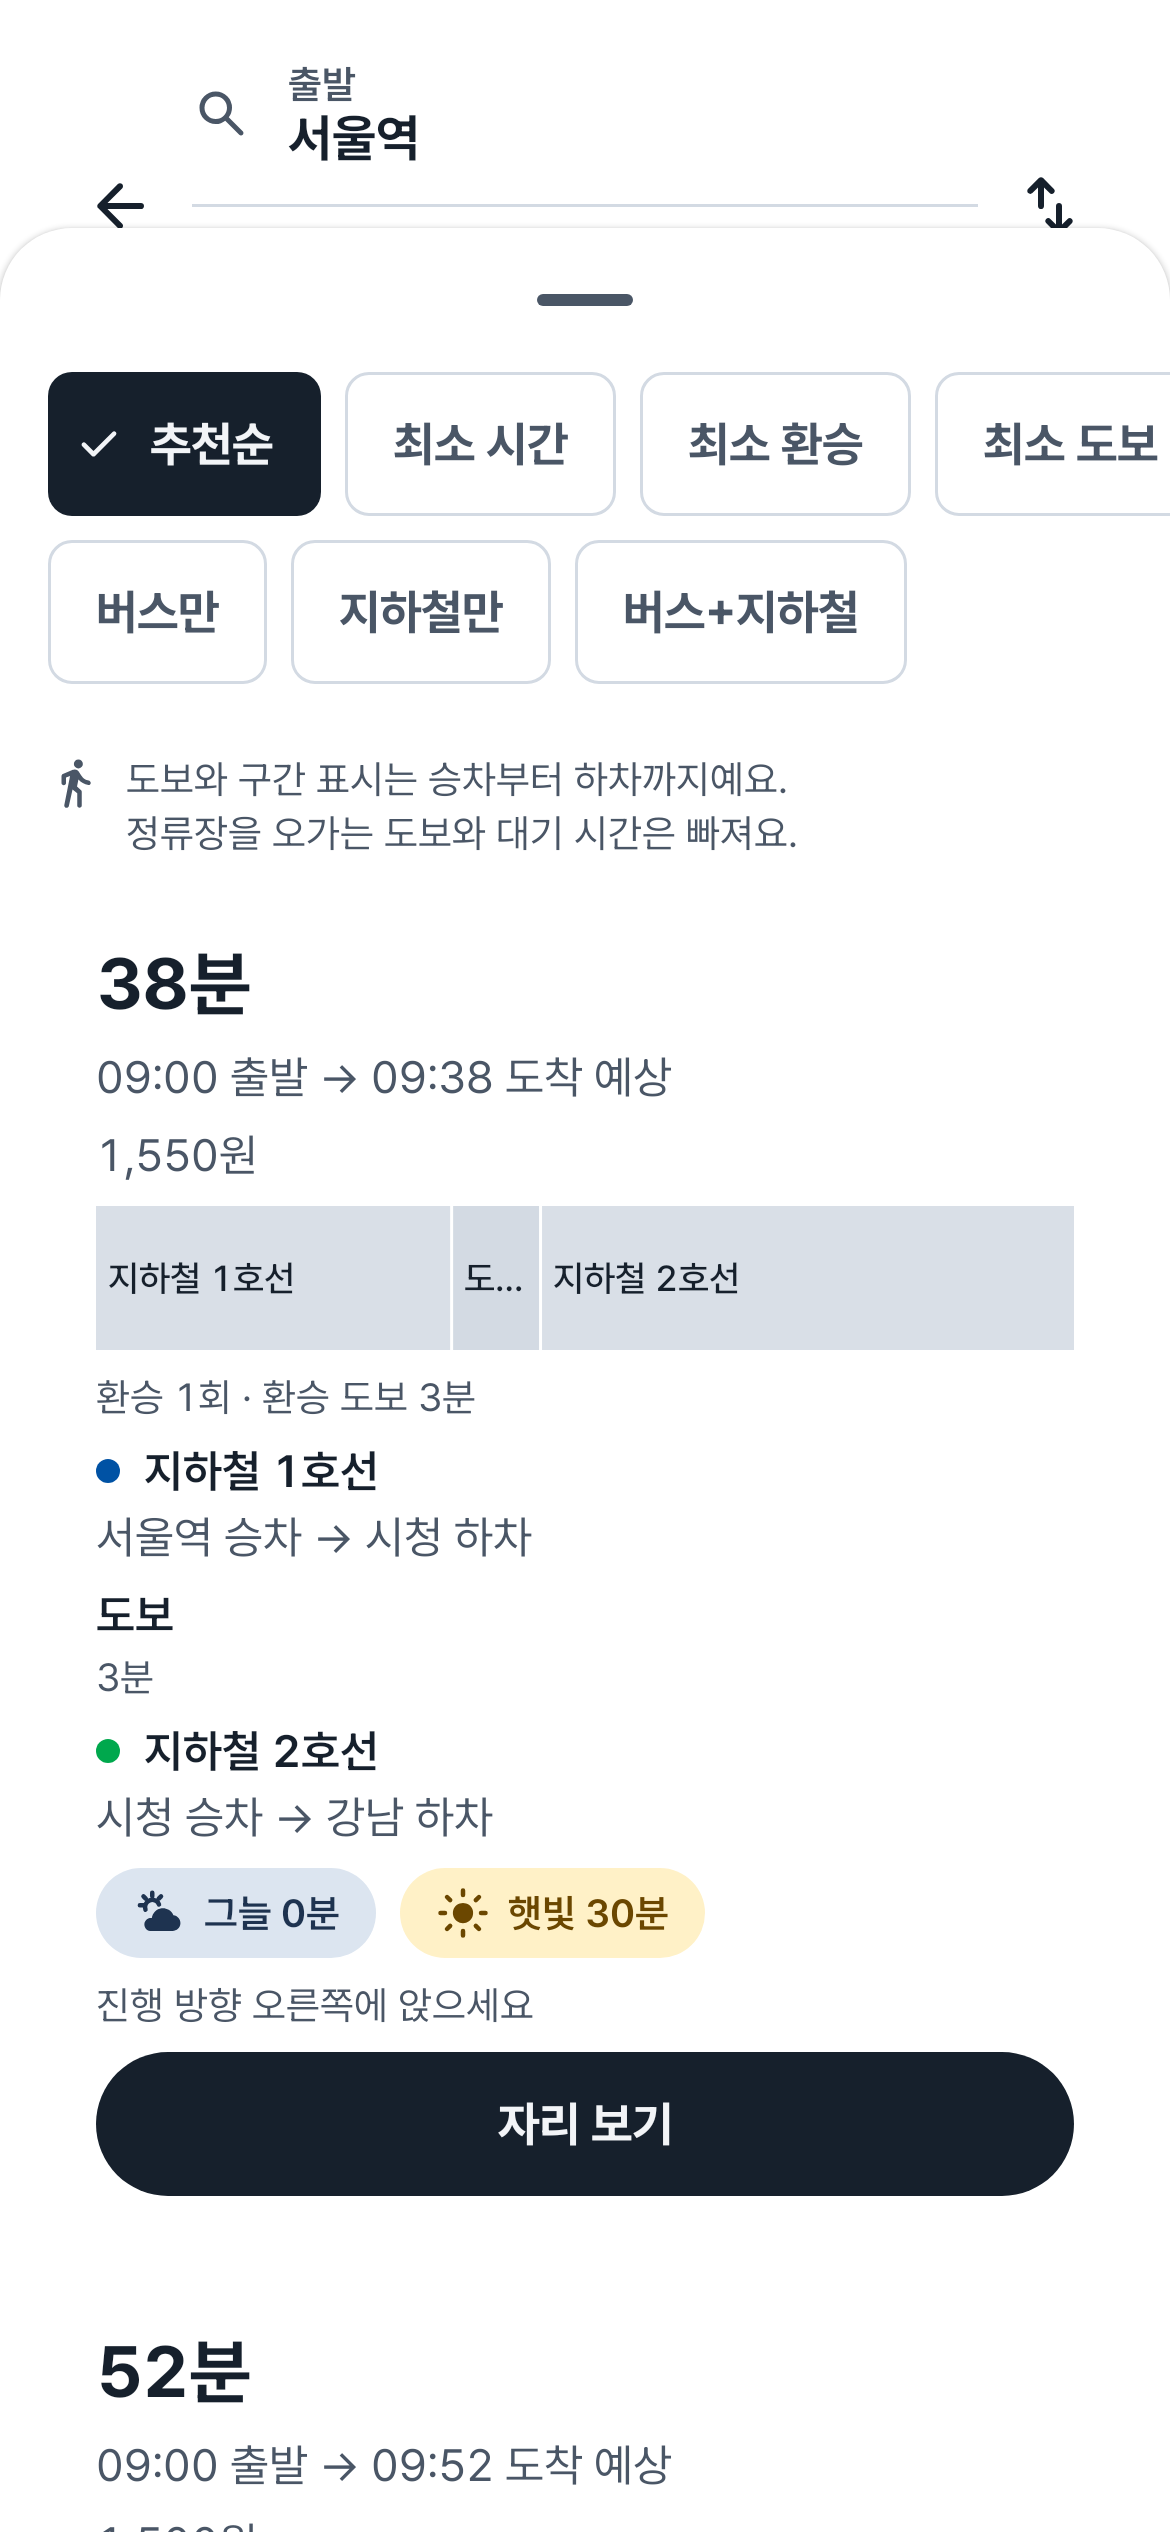 출발
서울역
추천순
최소 시간
최소 환승
최소 도보
버스만
지하철만
버스+지하철
도보와 구간 표시는 승차부터 하차까지예요.
정류장을 오가는 도보와 대기 시간은 빠져요.
38분
09:00 출발 → 09:38 도착 예상
1,550원
지하철 1호선
도...
지하철 2호선
환승 1회 · 환승 도보 3분
지하철 1호선
서울역 승차 → 시청 하차
도보
3분
지하철 2호선
시청 승차 → 강남 하차
그늘 0분
햇빛 30분
진행 방향 오른쪽에 앉으세요
자리 보기
52분
09:00 출발 → 09:52 도착 예상